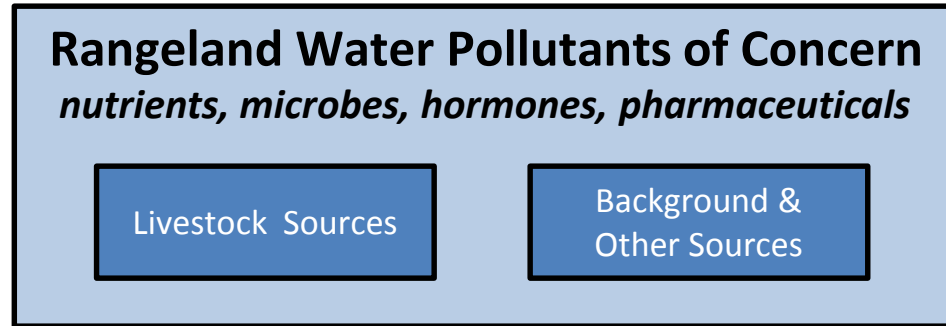 Rangeland Water Pollutants of Concern
nutrients, microbes, hormones, pharmaceuticals
Livestock Sources
Background &
Other Sources